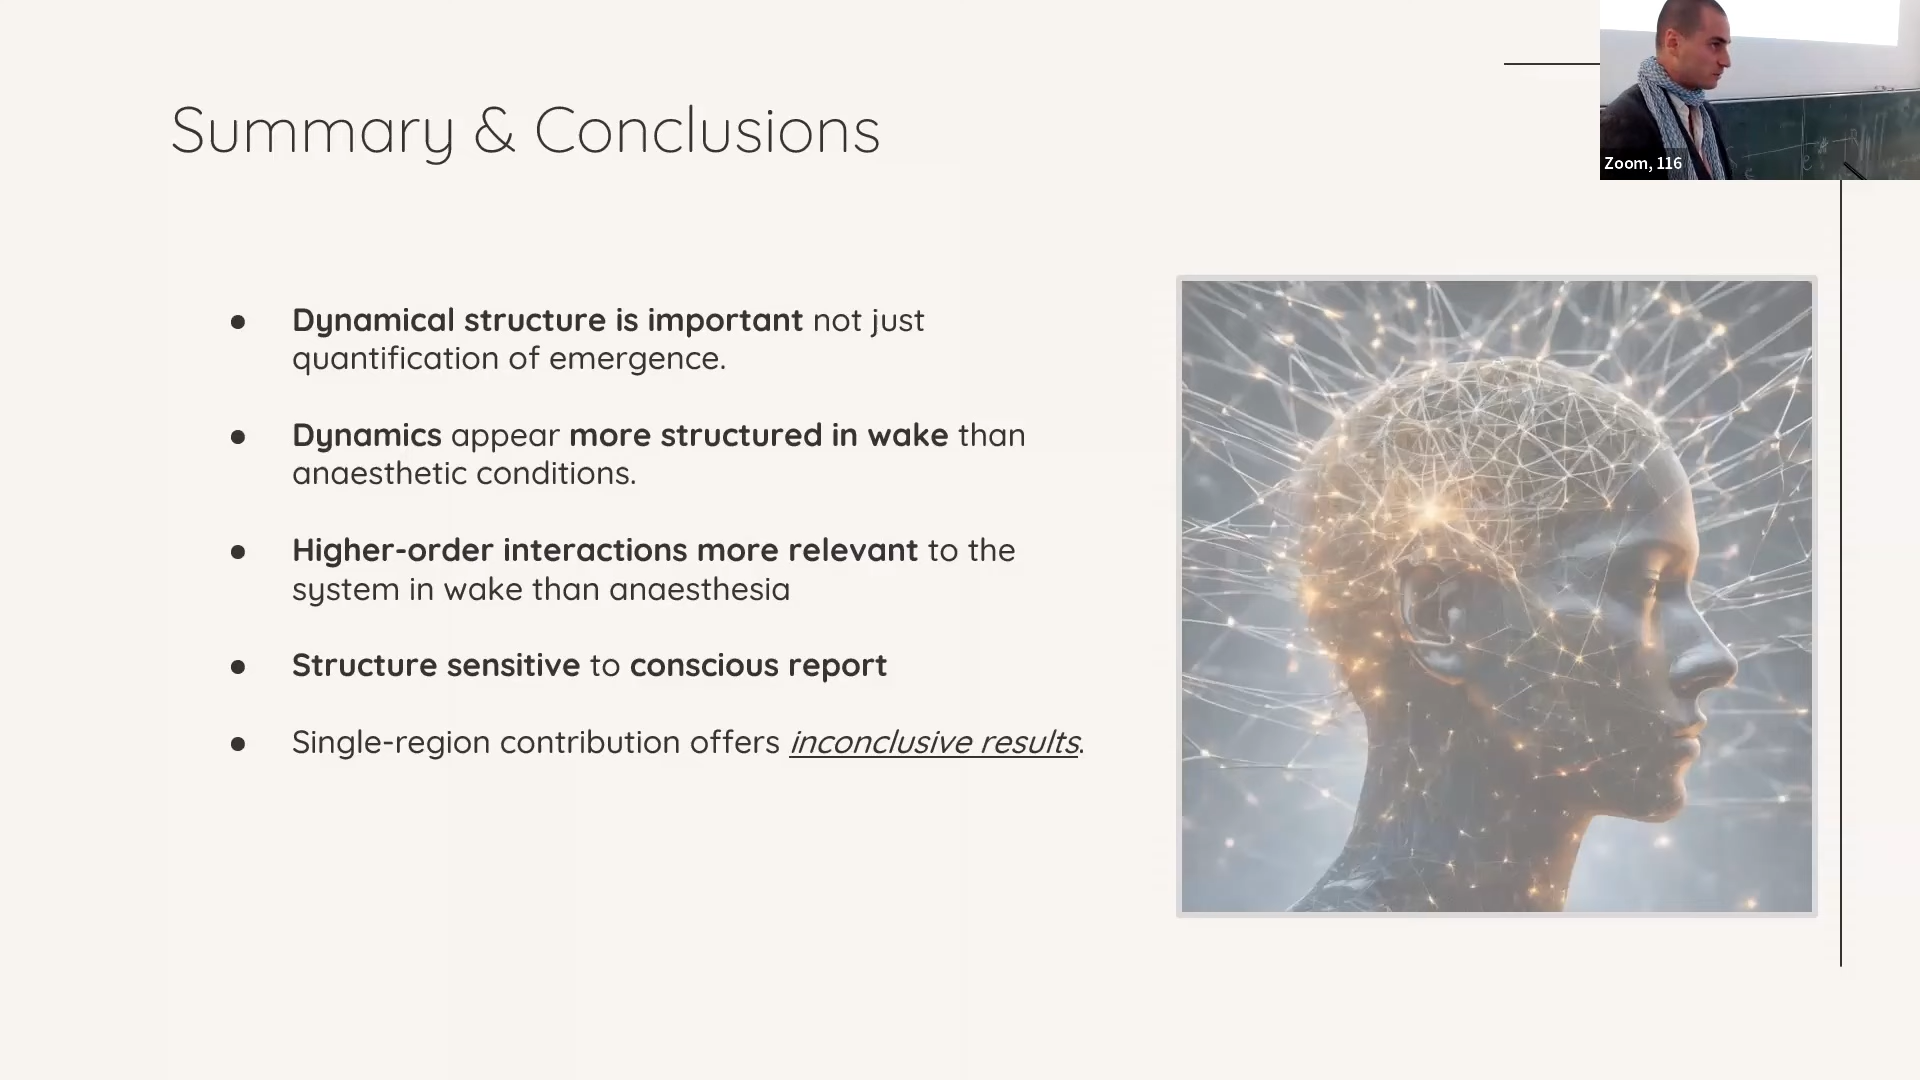 Summary & Conclusions
Zoom, 116
● Dynamical structure is important not just
quantification of emergence.
● Dynamics appear more structured in wake than
anaesthetic conditions.
● Higher-order interactions more relevant to the
system in wake than anaesthesia
● Structure sensitive to conscious report
● Single-region contribution offers inconclusive results.